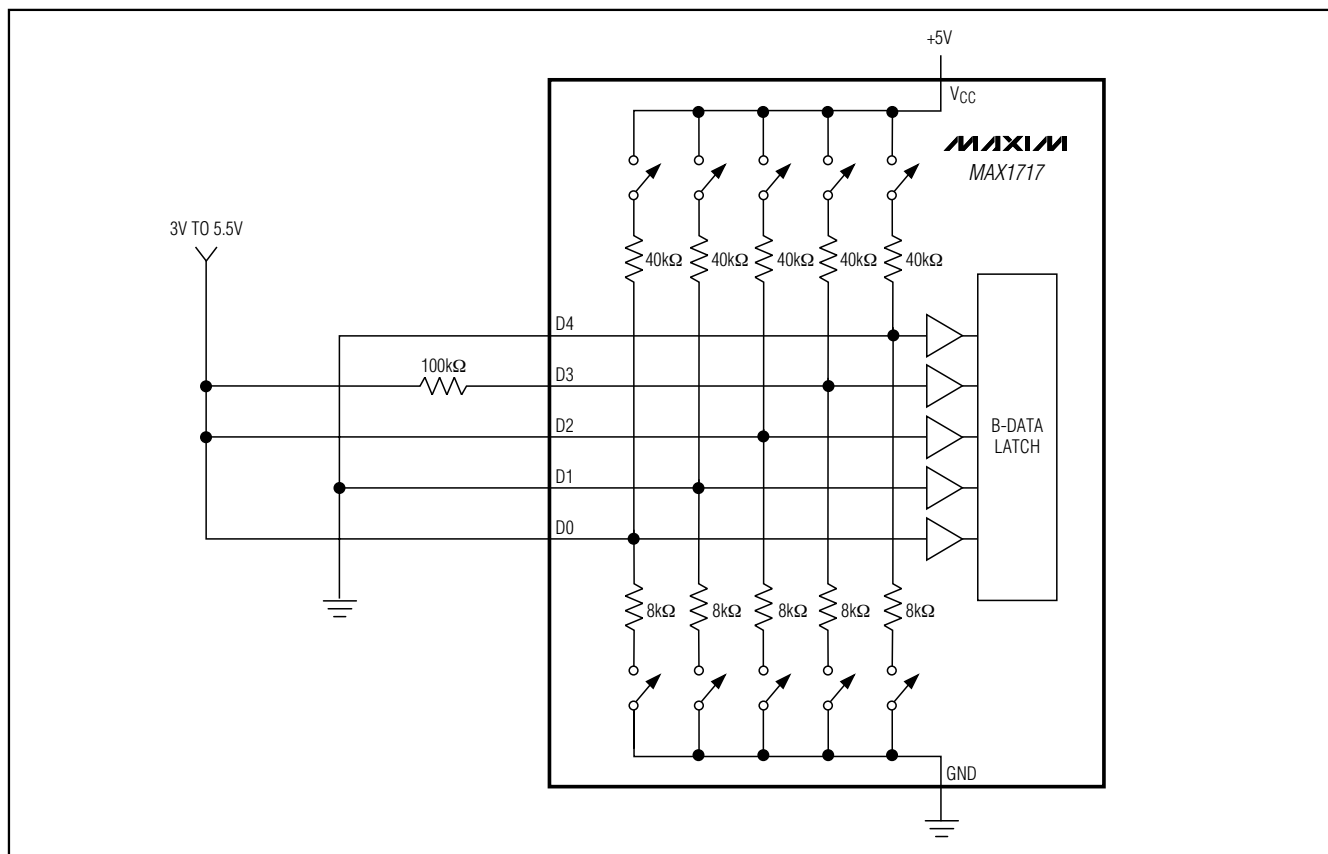 +5V
VCC
MAXIM
MAX1717
3V TO 5.5V
40kΩ 40kΩ 40kΩ 40kΩ 40kΩ
D4
100kΩ
D3
D2
B-DATA
LATCH
D1
D0
8kΩ 8kΩ 8kΩ 8kΩ 8kΩ
GND